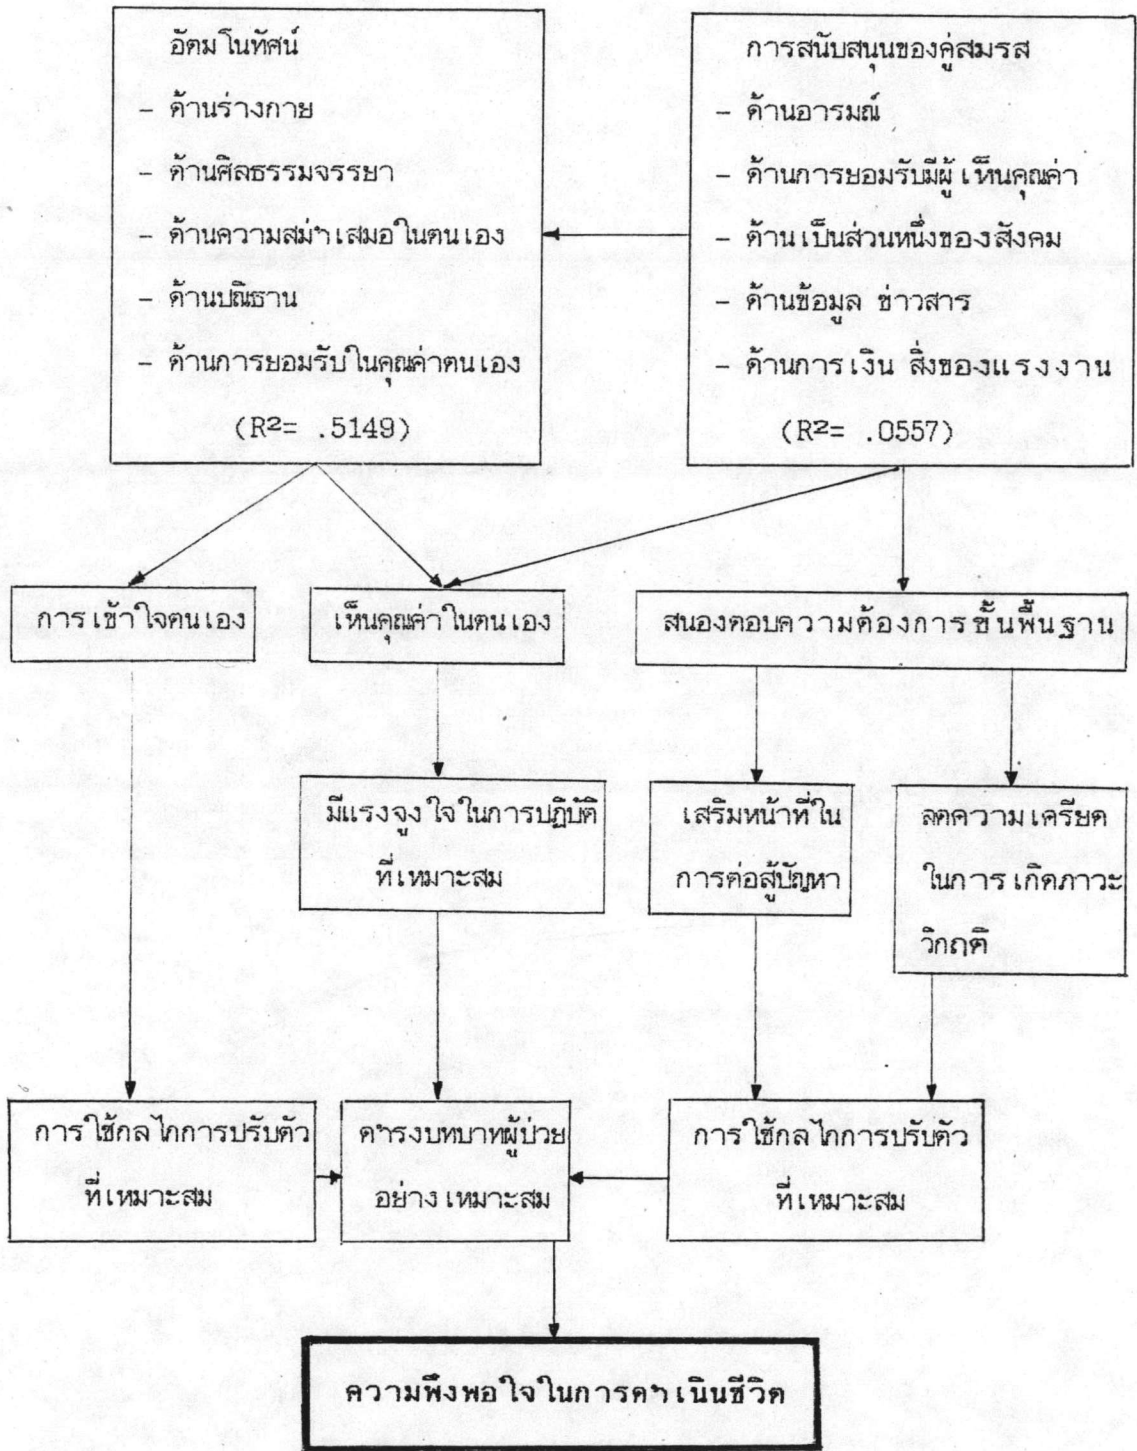 อัตมโนทัศน์
- ด้านร่างกาย
- ด้านศีลธรรมจรรยา
- ด้านความสม่ำเสมอในตนเอง
- ด้านปณิธาน
- ด้านการยอมรับในคุณค่าตนเอง
(R²= .5149)
การสนับสนุนของคู่สมรส
- ด้านอารมณ์
- ด้านการยอมรับมีผู้เห็นคุณค่า
- ด้านเป็นส่วนหนึ่งของสังคม
- ด้านข้อมูล ข่าวสาร
- ด้านการเงิน สิ่งของแรงงาน
(R²= .0557)
การเข้าใจตนเอง
เห็นคุณค่าในตนเอง
สนองตอบความต้องการขั้นพื้นฐาน
มีแรงจูงใจในการปฏิบัติ
ที่เหมาะสม
เสริมหน้าที่ใน
การต่อสู้ปัญหา
ลดความเครียด
ในการเกิดภาวะ
วิกฤติ
การใช้กลไกการปรับตัว
ที่เหมาะสม
ดำรงบทบาทผู้ป่วย
อย่างเหมาะสม
การใช้กลไกการปรับตัว
ที่เหมาะสม
ความพึงพอใจในการดำเนินชีวิต